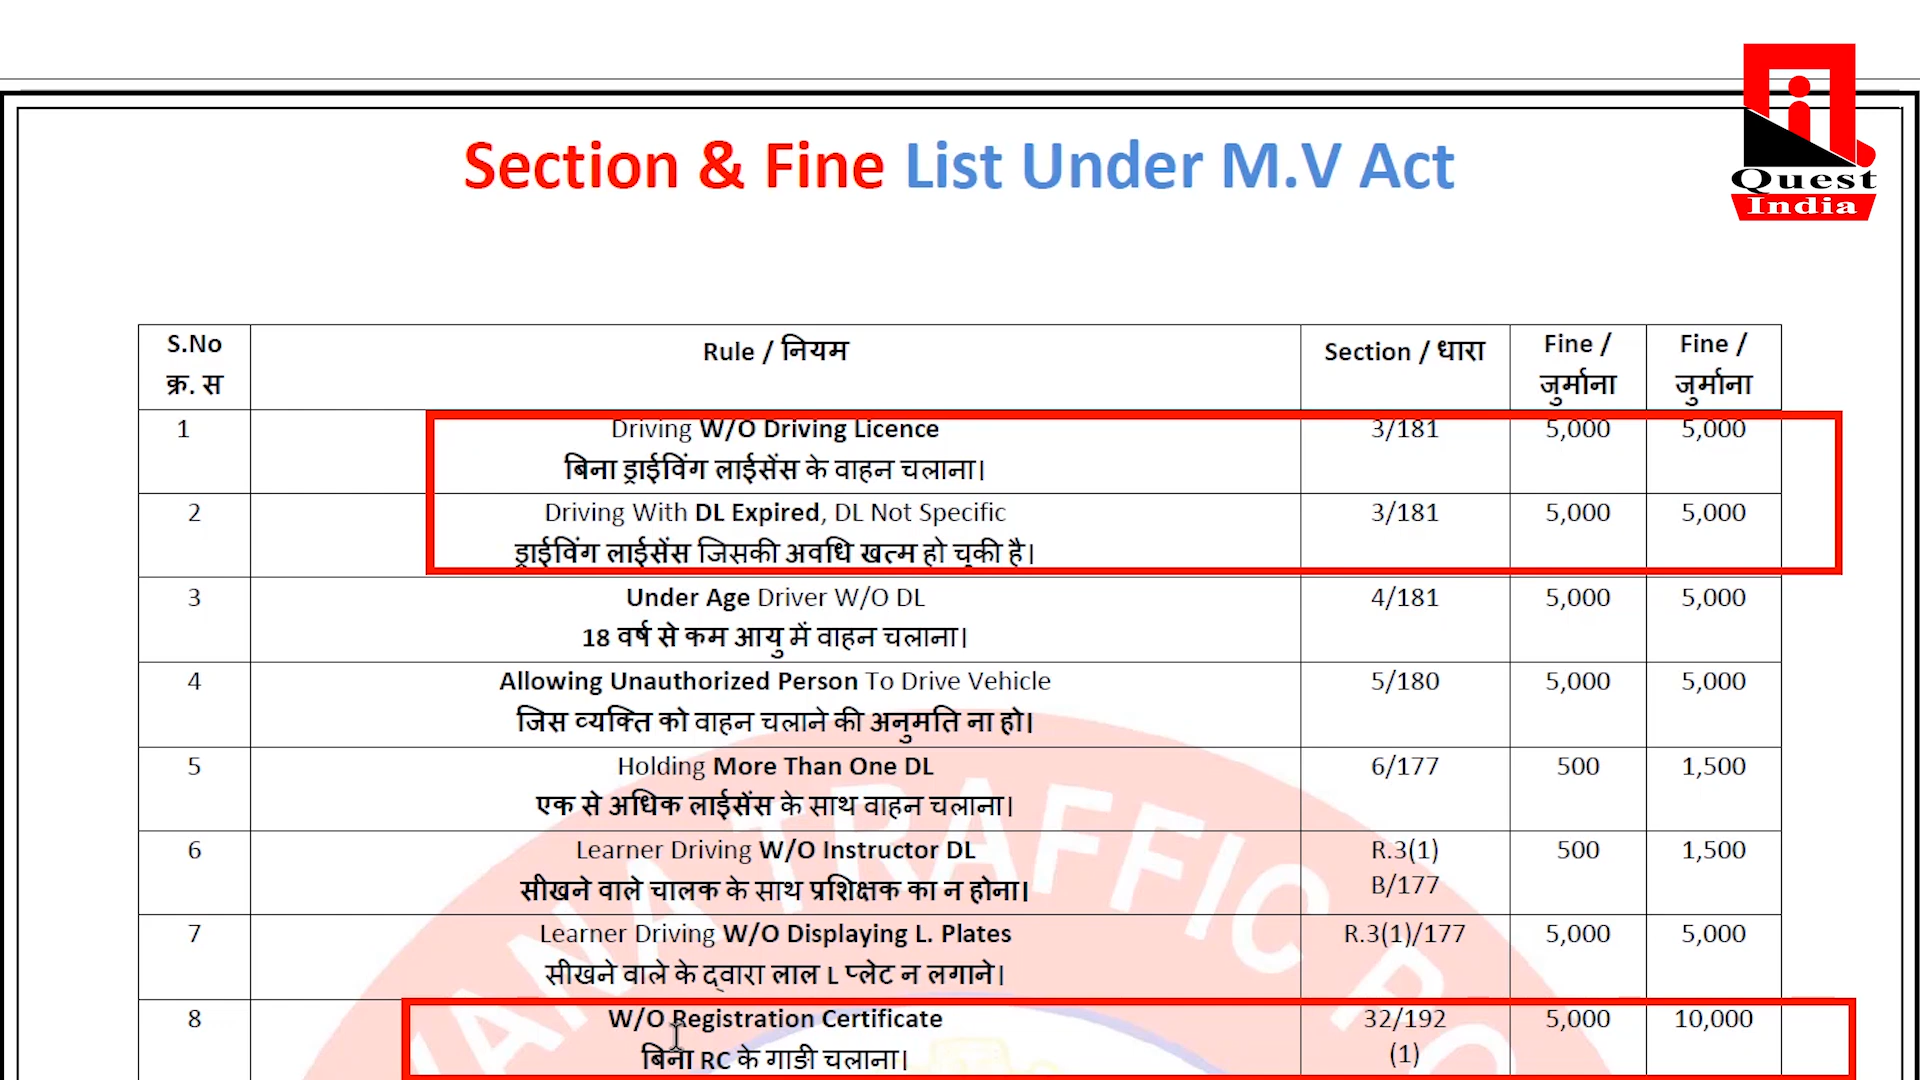 Quest
India
Section & Fine List Under M.V Act
S.No
क्र. स
Rule / नियम
Section / धारा
Fine /
जुर्माना
Fine /
जुर्माना
1
Driving W/O Driving Licence
बिना ड्राईविंग लाईसेंस के वाहन चलाना।
3/181
5,000
5,000
2
Driving With DL Expired, DL Not Specific
ड्राईविंग लाईसेंस जिसकी अवधि खत्म हो चुकी है।
3/181
5,000
5,000
3
Under Age Driver W/O DL
18 वर्ष से कम आयु में वाहन चलाना।
4/181
5,000
5,000
4
Allowing Unauthorized Person To Drive Vehicle
जिस व्यक्ति को वाहन चलाने की अनुमति ना हो।
5/180
5,000
5,000
5
Holding More Than One DL
एक से अधिक लाईसेंस के साथ वाहन चलाना।
6/177
500
1,500
6
Learner Driving W/O Instructor DL
सीखने वाले चालक के साथ प्रशिक्षक का न होना।
R.3(1)
B/177
500
1,500
7
Learner Driving W/O Displaying L. Plates
सीखने वाले के द्वारा लाल L प्लेट न लगाने।
R.3(1)/177
5,000
5,000
8
W/O Registration Certificate
बिना RC के गाडी चलाना।
32/192
(1)
5,000
10,000
YANA TRAFFIC PO